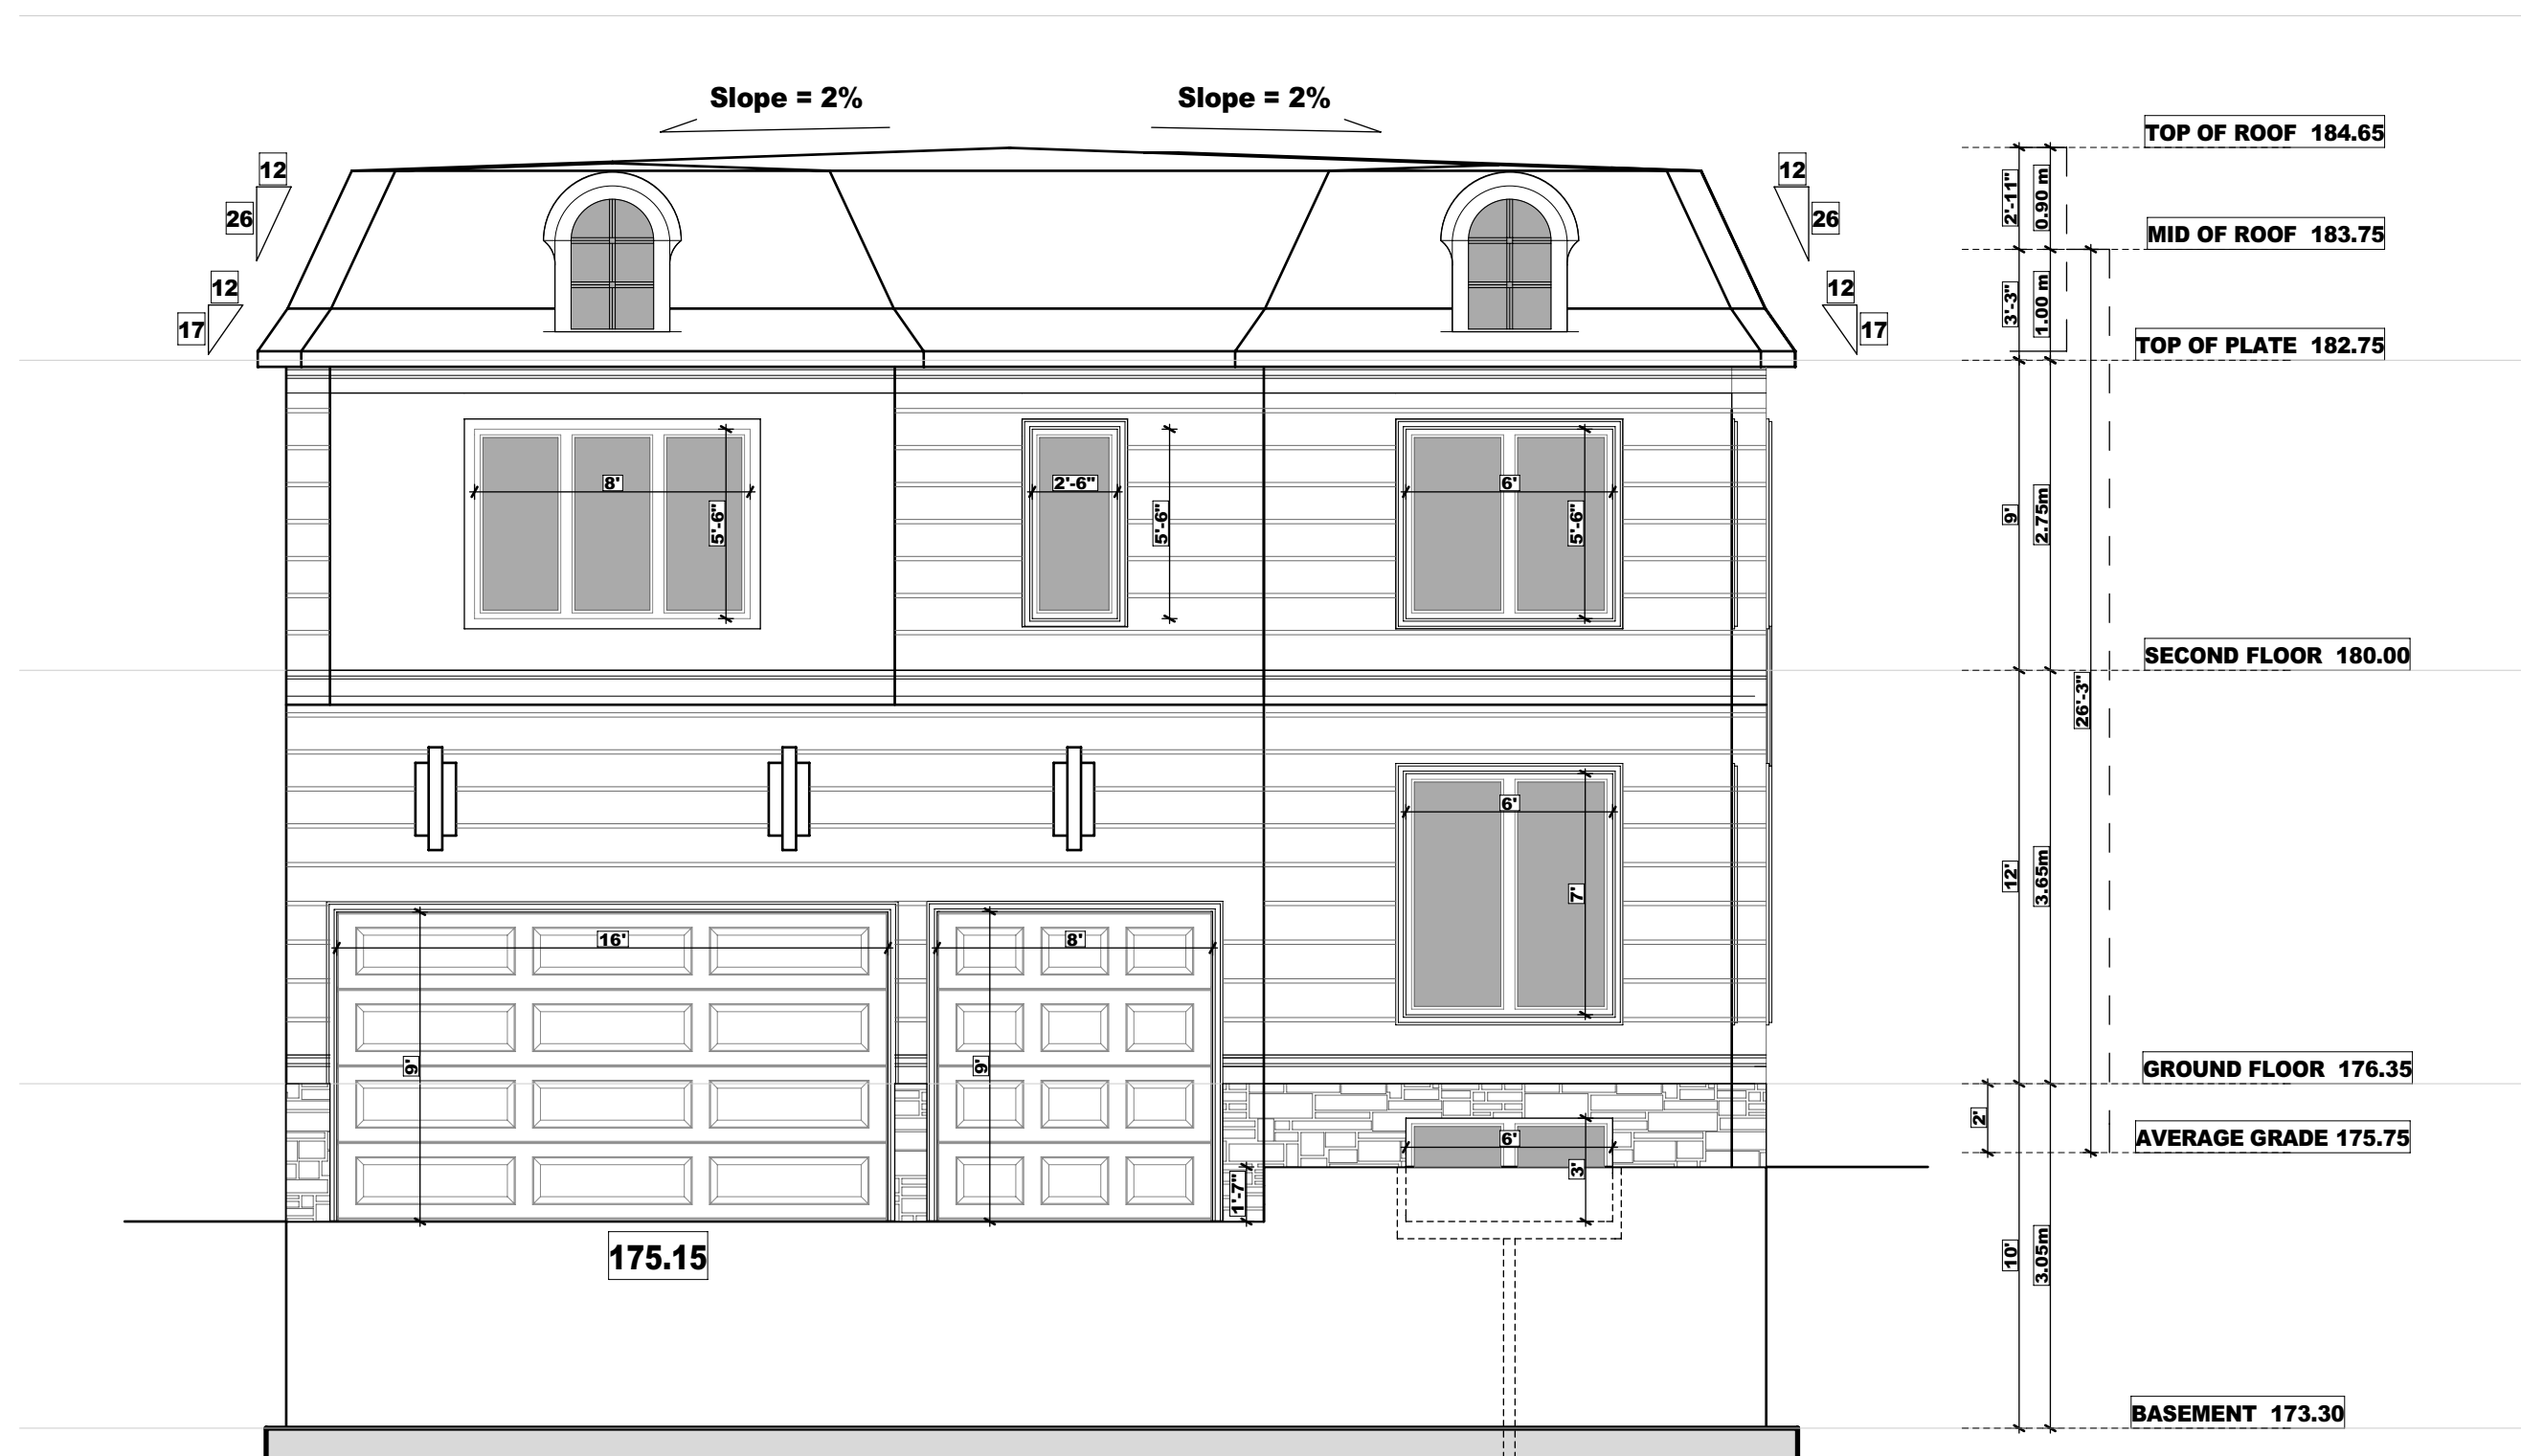 Slope = 2%
Slope = 2%
12
26
12
17
12
26
12
17
TOP OF ROOF 184.65
2'-11"
0.90 m
MID OF ROOF 183.75
3'-3"
1.00 m
TOP OF PLATE 182.75
8'
5'-6"
2'-6"
5'-6"
6'
5'-6"
9'
2.75m
SECOND FLOOR 180.00
26'-3"
6'
7'
12'
3.65m
16'
9'
8'
9'
GROUND FLOOR 176.35
2'
AVERAGE GRADE 175.75
6'
3'
1'-7"
175.15
10'
3.05m
BASEMENT 173.30